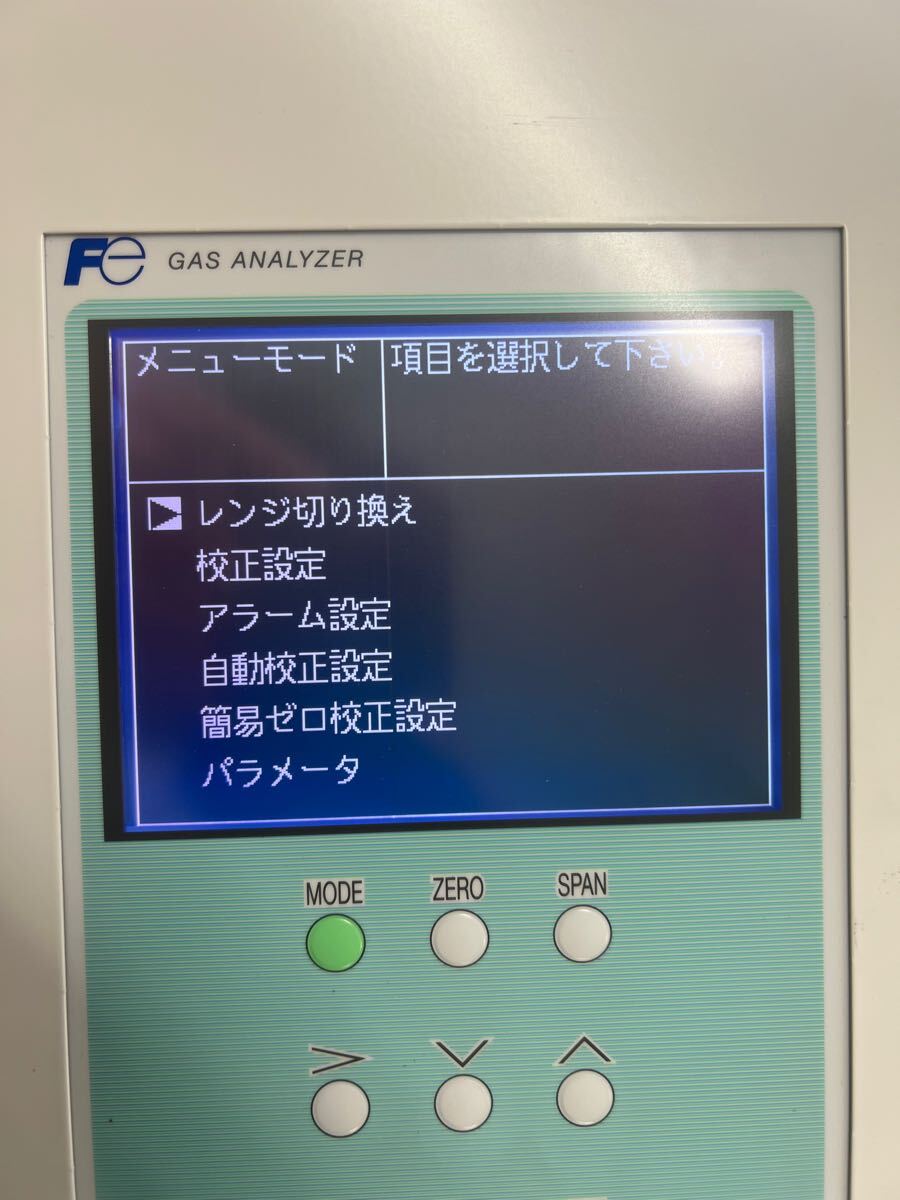 Fe GAS ANALYZER
メニューモード
項目を選択して下さい。
レンジ切り換え
校正設定
アラーム設定
自動校正設定
簡易ゼロ校正設定
パラメータ
MODE ZERO SPAN